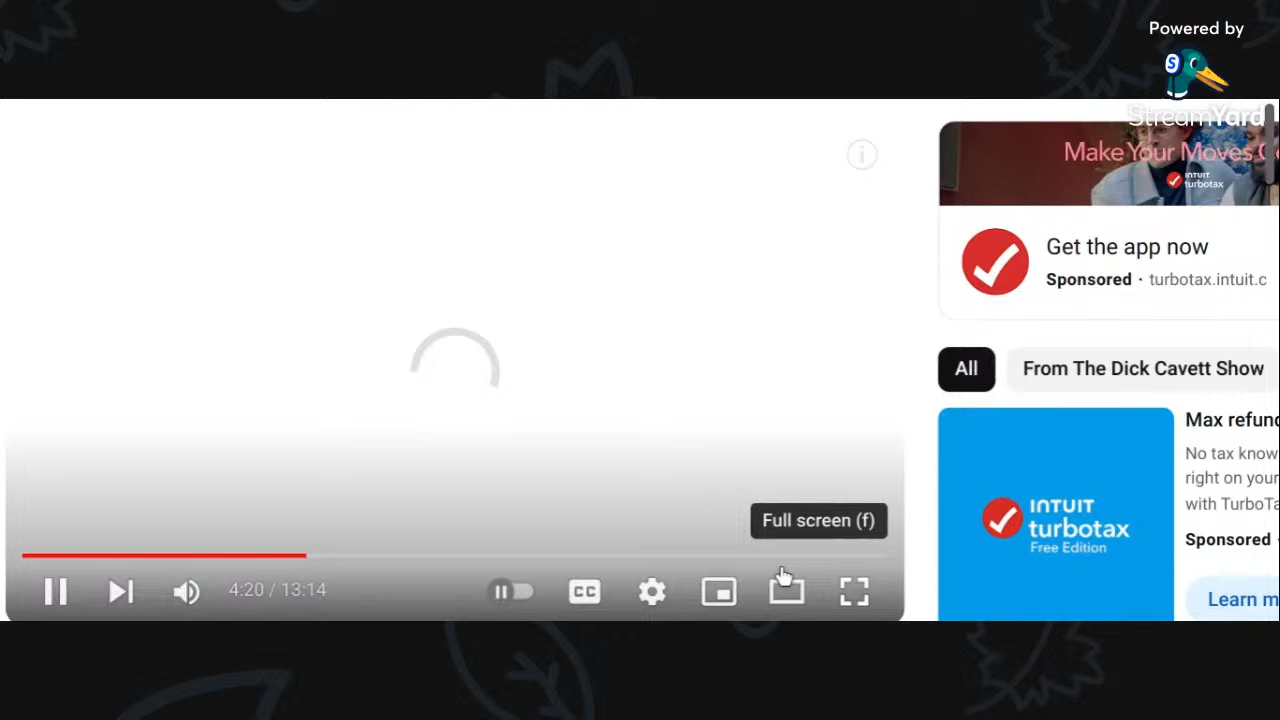 Powered by
StreamYard
Make Your Moves
INTUIT
turbotax
Get the app now
Sponsored · turbotax.intuit.c
All
From The Dick Cavett Show
Max refund
No tax know
right on your
with TurboTa
Sponsored ·
INTUIT
turbotax
Free Edition
Learn m
Full screen (f)
4:20 / 13:14
CC